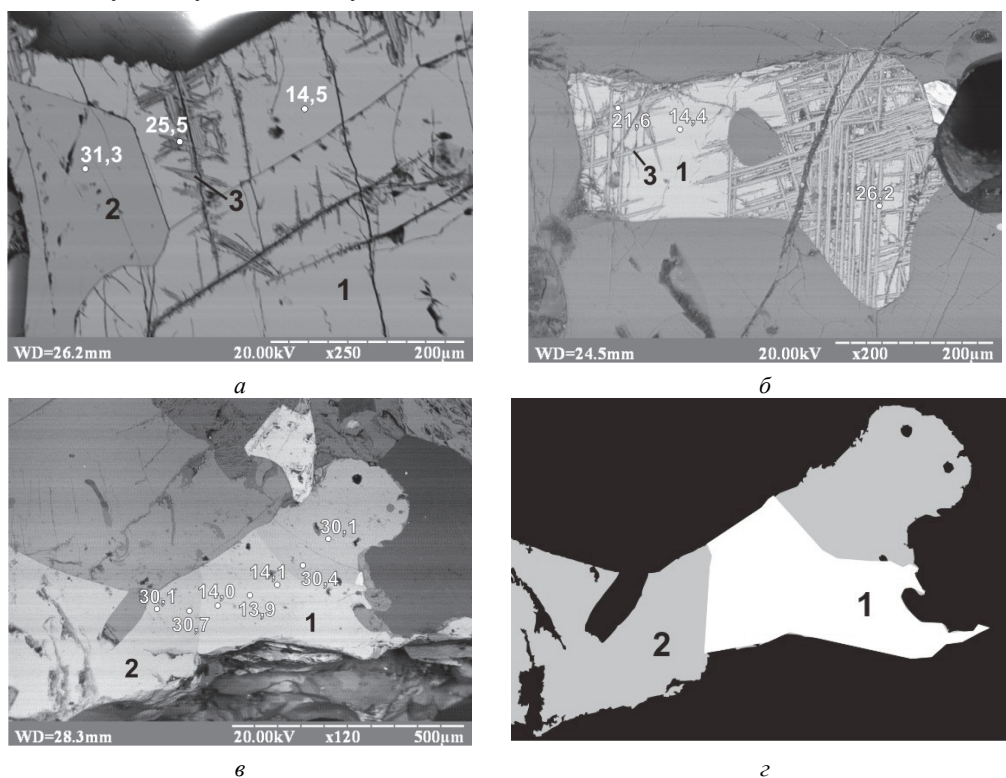 14,5
25,5
31,3
2
3
1
WD=26.2mm 20.00kV x250 200µm
а
21,6 14,4
3 1
26,2
WD=24.5mm 20.00kV x200 200µm
б
30,1
14,1 30,4
30,1 14,0
30,7 13,9 1
2
WD=28.3mm 20.00kV x120 500µm
в
1
2
г